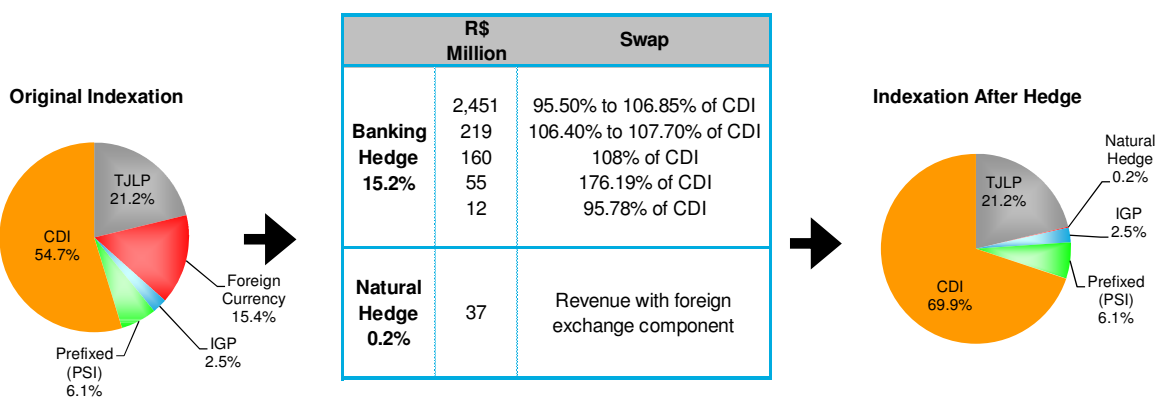 Original Indexation
TJLP
21.2%
CDI
54.7%
Foreign
Currency
15.4%
IGP
2.5%
Prefixed
(PSI)
6.1%
R$
Million
Swap
Banking
Hedge
15.2%
2,451
95.50% to 106.85% of CDI
219
106.40% to 107.70% of CDI
160
108% of CDI
55
176.19% of CDI
12
95.78% of CDI
Natural
Hedge
0.2%
37
Revenue with foreign
exchange component
Indexation After Hedge
Natural
Hedge
0.2%
TJLP
21.2%
IGP
2.5%
Prefixed
(PSI)
6.1%
CDI
69.9%